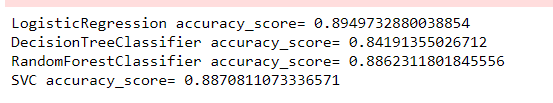 LogisticRegression accuracy_score= 0.8949732880038854
DecisionTreeClassifier accuracy_score= 0.84191355026712
RandomForestClassifier accuracy_score= 0.8862311801845556
SVC accuracy_score= 0.8870811073336571